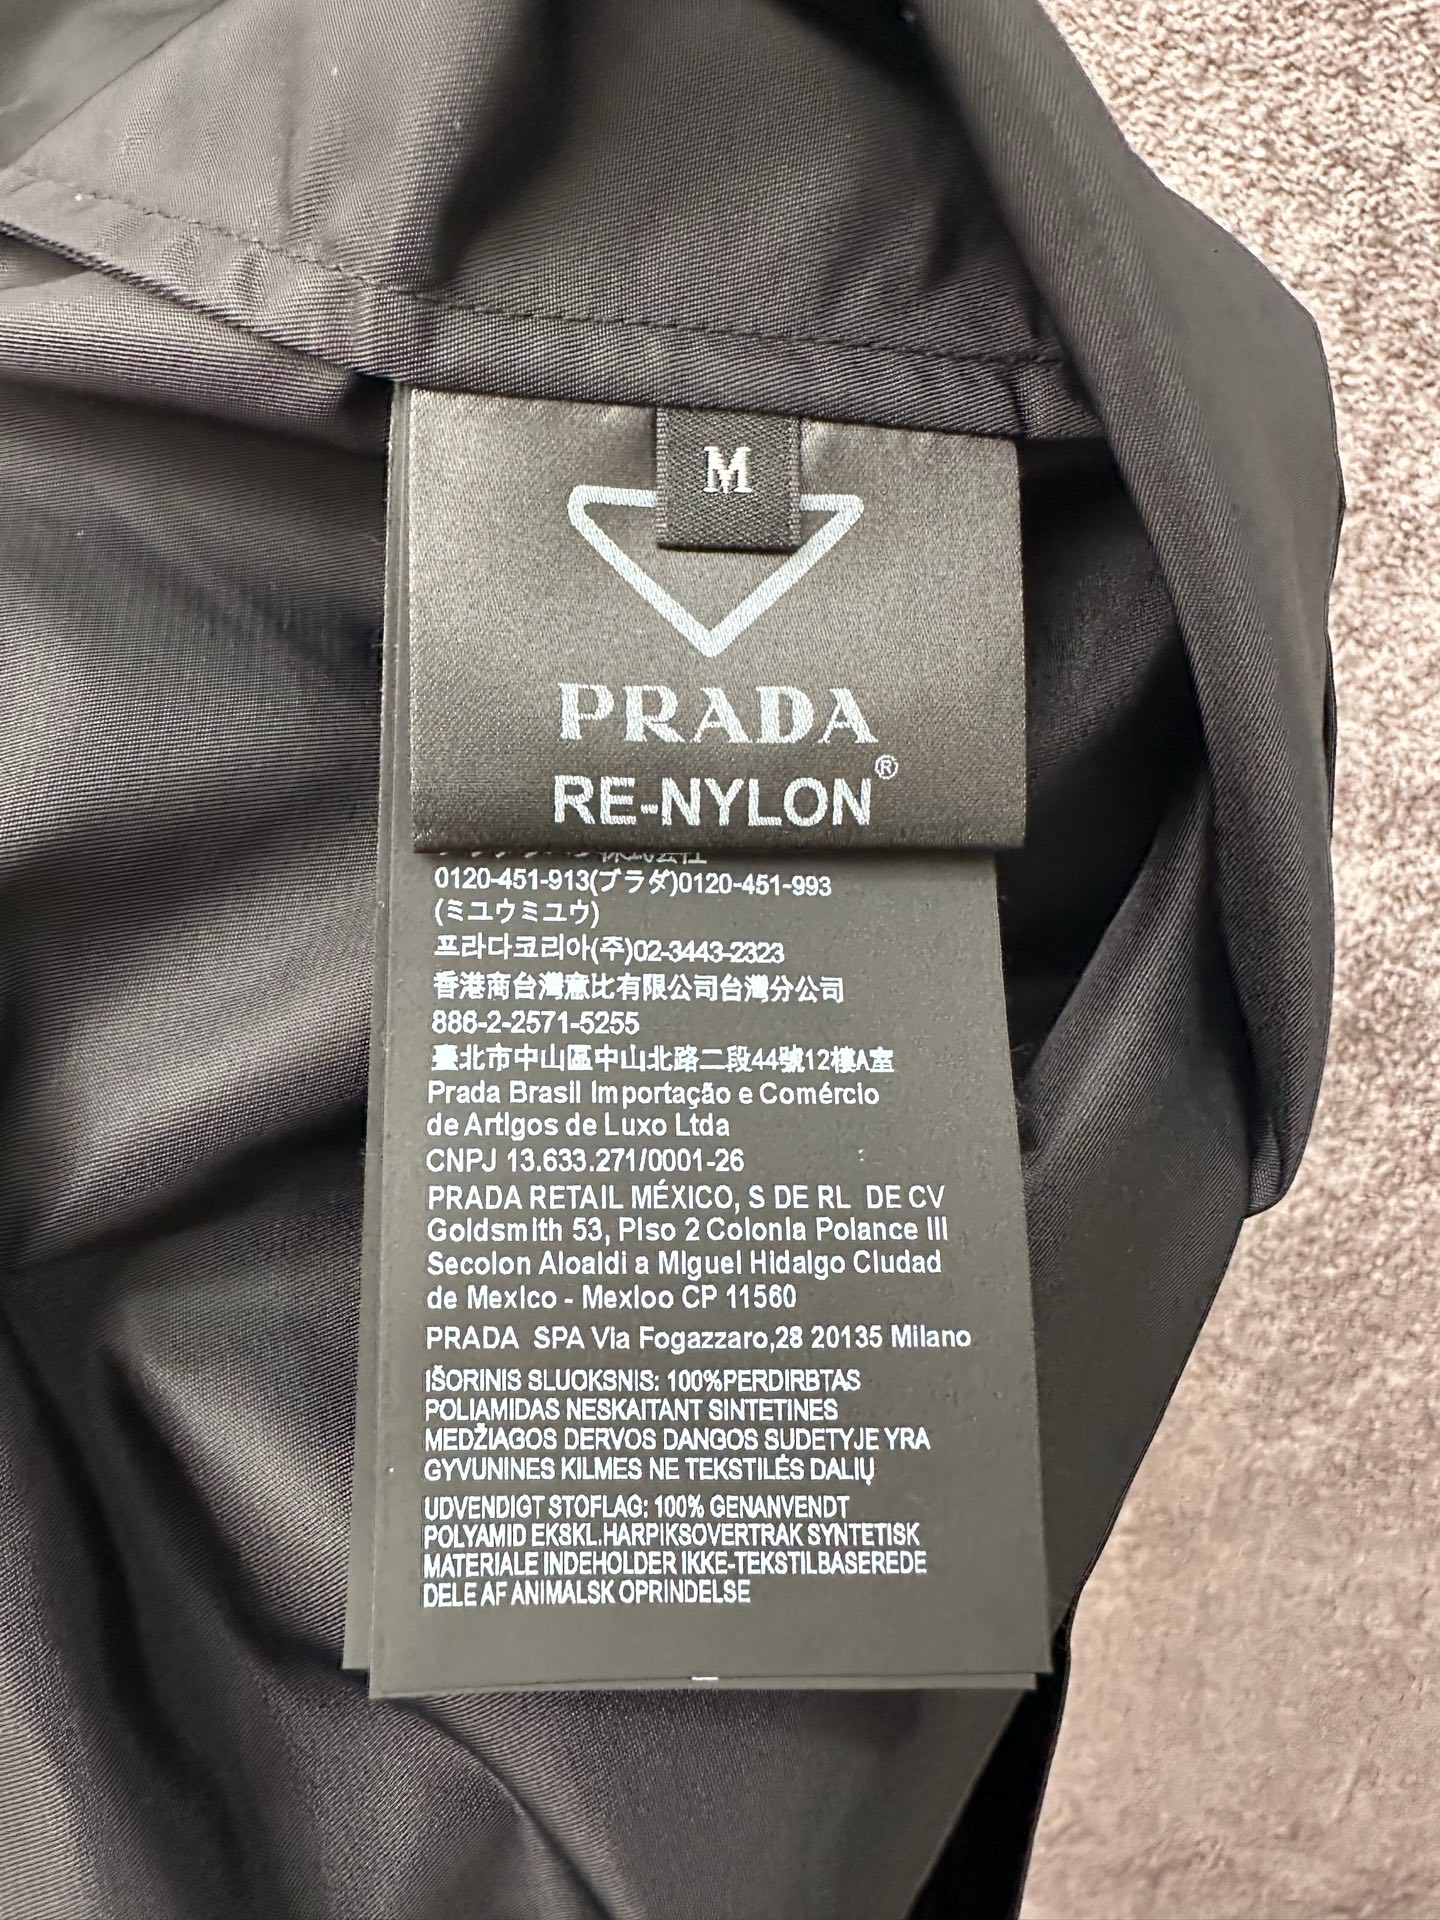 M
PRADA
RE-NYLON®
0120-451-913(プラダ)0120-451-993
(ミユウミユウ)
프라다코리아(주)02-3443-2323
香港商台灣意比有限公司台灣分公司
886-2-2571-5255
臺北市中山區中山北路二段44號12樓A室
Prada Brasil Importação e Comércio
de Artlgos de Luxo Ltda
CNPJ 13.633.271/0001-26
PRADA RETAIL MÉXICO, S DE RL DE CV
Goldsmlth 53, Plso 2 Colonla Polance III
Secolon Aloaldi a Mlguel Hldalgo Cludad
de Mexlco - Mexloo CP 11560
PRADA SPA Via Fogazzaro,28 20135 Milano
IŠORINIS SLUOKSNIS: 100%PERDIRBTAS
POLIAMIDAS NESKAITANT SINTETINES
MEDŽIAGOS DERVOS DANGOS SUDETYJE YRA
GYVUNINES KILMES NE TEKSTILĖS DALIŲ
UDVENDIGT STOFLAG: 100% GENANVENDT
POLYAMID EKSKL.HARPIKSOVERTRAK SYNTETISK
MATERIALE INDEHOLDER IKKE-TEKSTILBASEREDE
DELE AF ANIMALSK OPRINDELSE